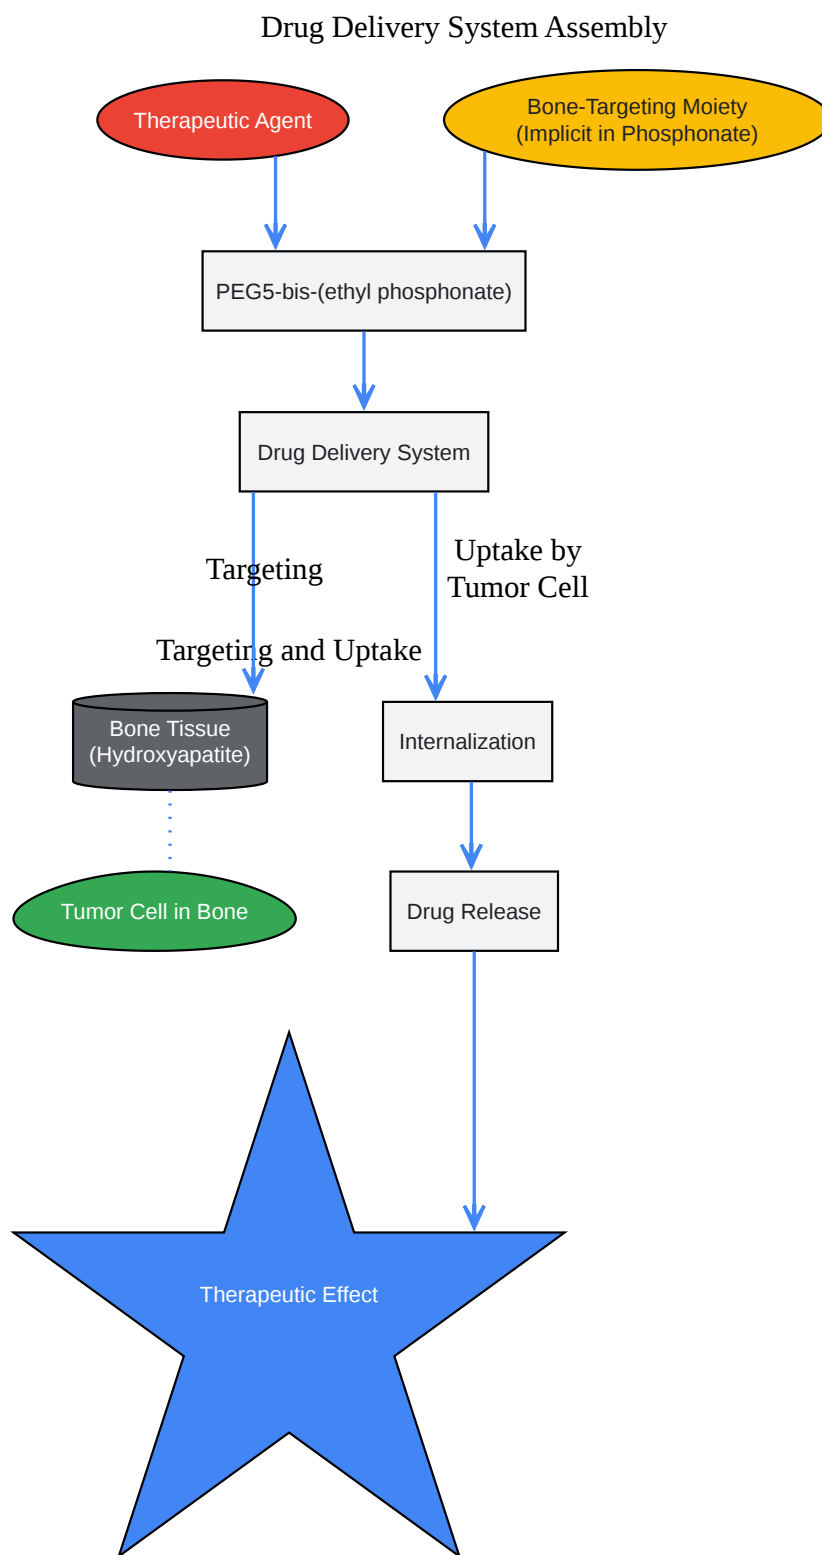 Drug Delivery System Assembly
Therapeutic Agent
Bone-Targeting Moiety
(Implicit in Phosphonate)
PEG5-bis-(ethyl phosphonate)
Drug Delivery System
Targeting
Uptake by
Tumor Cell
Targeting and Uptake
Bone Tissue
(Hydroxyapatite)
Internalization
Tumor Cell in Bone
Drug Release
Therapeutic Effect